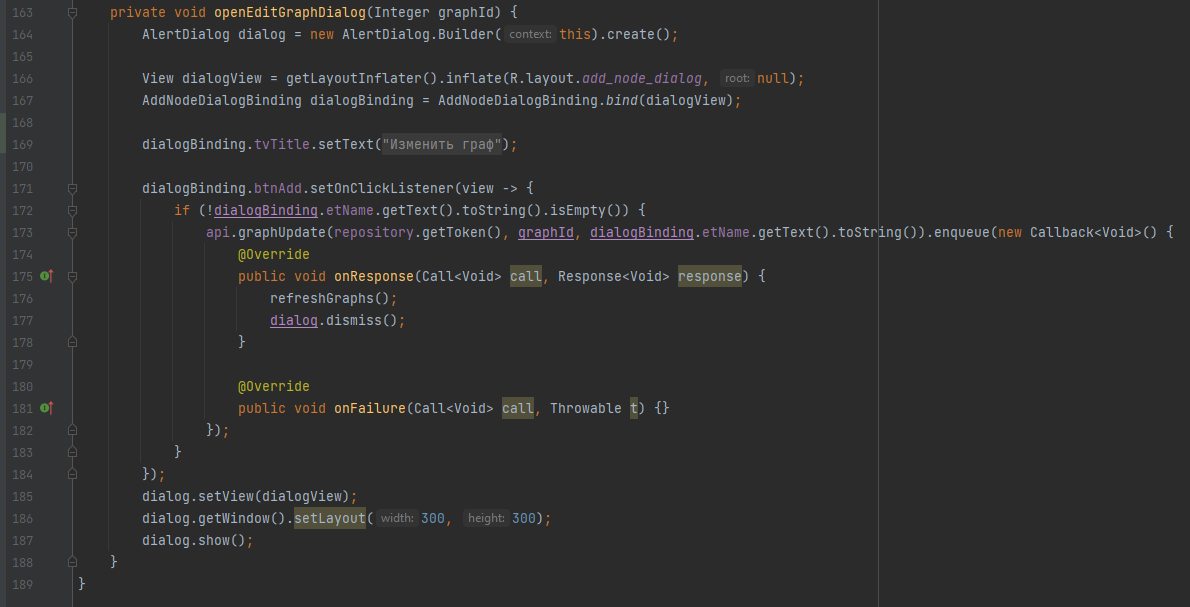 163 private void openEditGraphDialog(Integer graphId) {
164 AlertDialog dialog = new AlertDialog.Builder( context: this).create();
165
166 View dialogView = getLayoutInflater().inflate(R.layout.add_node_dialog, root: null);
167 AddNodeDialogBinding dialogBinding = AddNodeDialogBinding.bind(dialogView);
168
169 dialogBinding.tvTitle.setText("Изменить граф");
170
171 dialogBinding.btnAdd.setOnClickListener(view -> {
172 if (!dialogBinding.etName.getText().toString().isEmpty()) {
173 api.graphUpdate(repository.getToken(), graphId, dialogBinding.etName.getText().toString()).enqueue(new Callback<Void>() {
174 @Override
175 public void onResponse(Call<Void> call, Response<Void> response) {
176 refreshGraphs();
177 dialog.dismiss();
178 }
179
180 @Override
181 public void onFailure(Call<Void> call, Throwable t) {}
182 });
183 }
184 });
185 dialog.setView(dialogView);
186 dialog.getWindow().setLayout( width: 300, height: 300);
187 dialog.show();
188 }
189 }